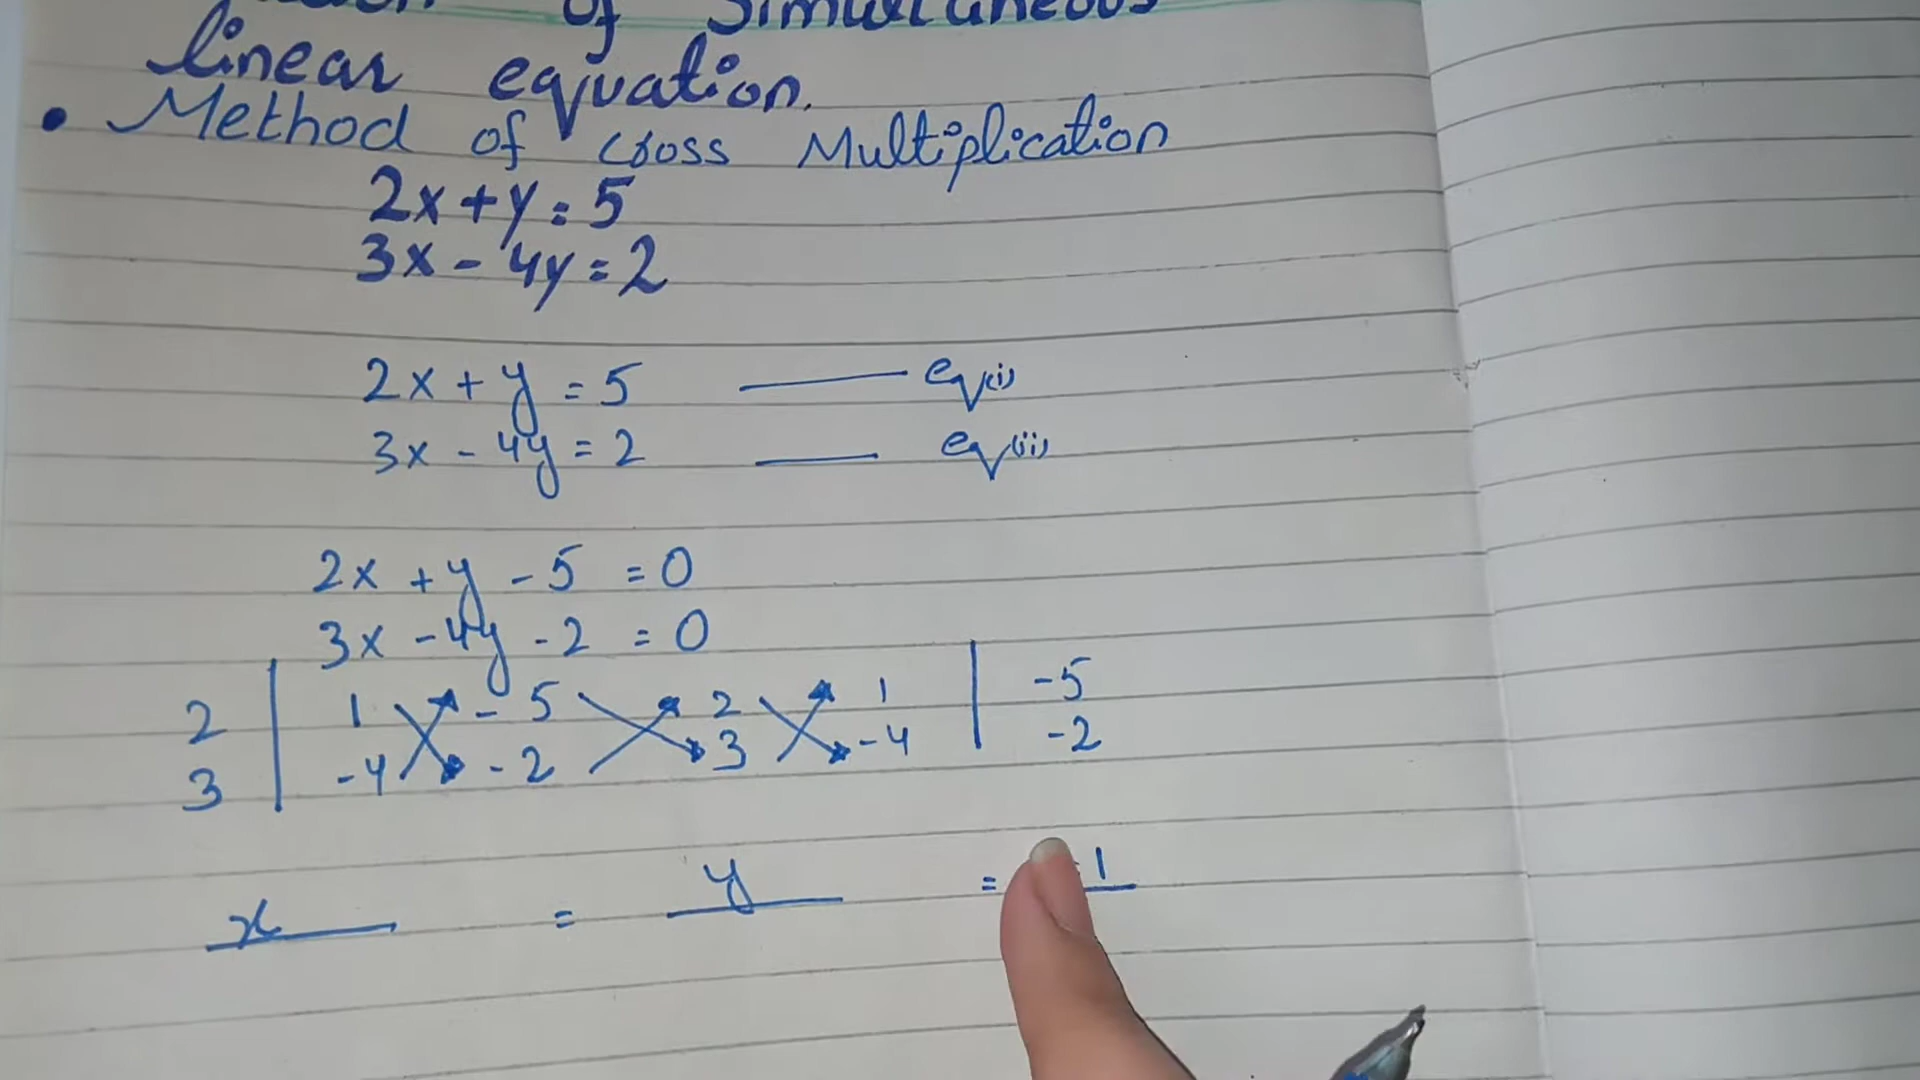 of Simultaneous
linear equation.
• Method of cross Multiplication
2x + y = 5
3x - 4y = 2
2x + y = 5 —— eq(i)
3x - 4y = 2 —— eq(ii)
2x + y - 5 = 0
3x - 4y - 2 = 0
2 | 1 - 5 2 1 | -5
3 | -4 - 2 3 -4 | -2
x = y = 1